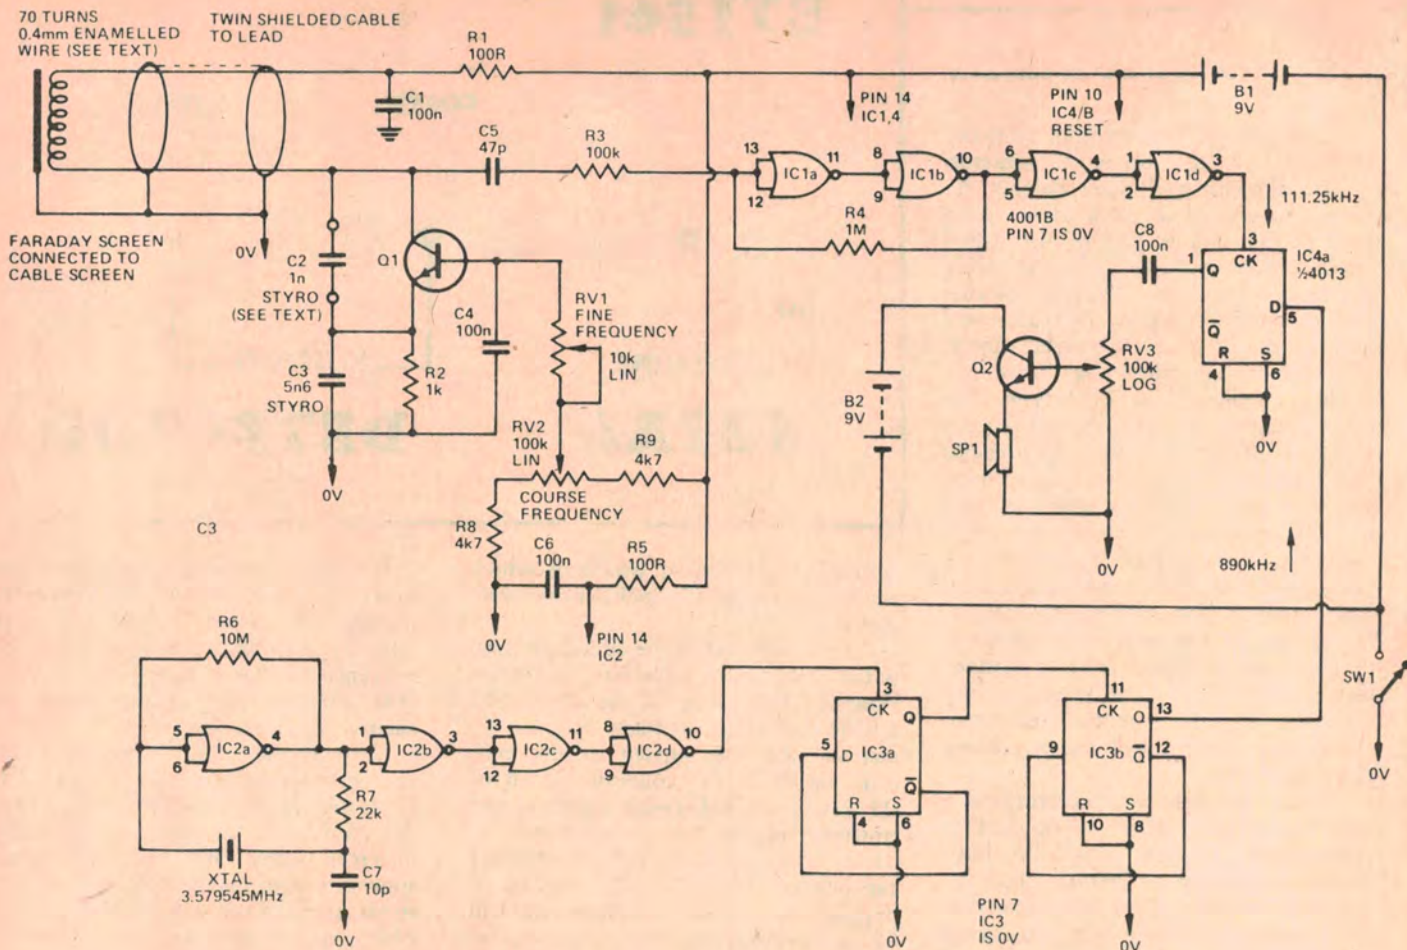 70 TURNS
0.4mm ENAMELLED
WIRE (SEE TEXT)
TWIN SHIELDED CABLE
TO LEAD
R1
100R
C1
100n
PIN 14
IC1,4
PIN 10
IC4/B
RESET
B1
9V
C5
47p
R3
100k
13
12
IC1a
11
8
9
IC1b
10
6
5
IC1c
4
1
2
IC1d
3
R4
1M
4001B
PIN 7 IS 0V
111.25kHz
FARADAY SCREEN
CONNECTED TO
CABLE SCREEN
0V
C2
1n
STYRO
(SEE TEXT)
Q1
C4
100n
RV1
FINE
FREQUENCY
10k
LIN
C3
5n6
STYRO
R2
1k
0V
RV2
100k
LIN
COURSE
FREQUENCY
R9
4k7
R8
4k7
C6
100n
R5
100R
0V
PIN 14
IC2
C8
100n
1
Q
3
CK
IC4a
½4013
D
5
Q̅
R
S
4
6
0V
Q2
RV3
100k
LOG
B2
9V
SP1
0V
890kHz
SW1
0V
C3
R6
10M
5
6
IC2a
4
1
2
IC2b
3
13
12
IC2c
11
8
9
IC2d
10
R7
22k
XTAL
3.579545MHz
C7
10p
0V
3
CK
Q
5
D
IC3a
Q̅
R
S
4
6
0V
11
CK
Q
13
9
IC3b
Q̅
12
R
S
10
8
0V
PIN 7
IC3
IS 0V